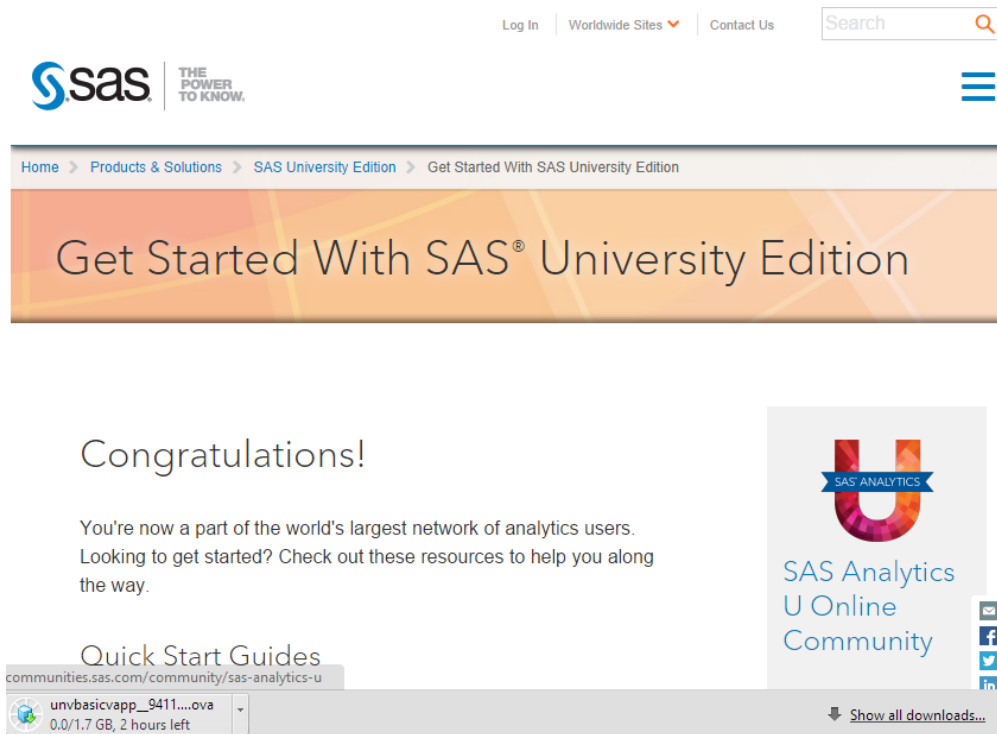 Log In Worldwide Sites Contact Us Search
sas THE
POWER
TO KNOW.
Home Products & Solutions SAS University Edition Get Started With SAS University Edition
Get Started With SAS® University Edition
Congratulations!
You're now a part of the world's largest network of analytics users.
Looking to get started? Check out these resources to help you along
the way.
Quick Start Guides
SAS® ANALYTICS
U
SAS Analytics
U Online
Community
f
in
communities.sas.com/community/sas-analytics-u
unvbasicvapp__9411....ova
0.0/1.7 GB, 2 hours left
Show all downloads...